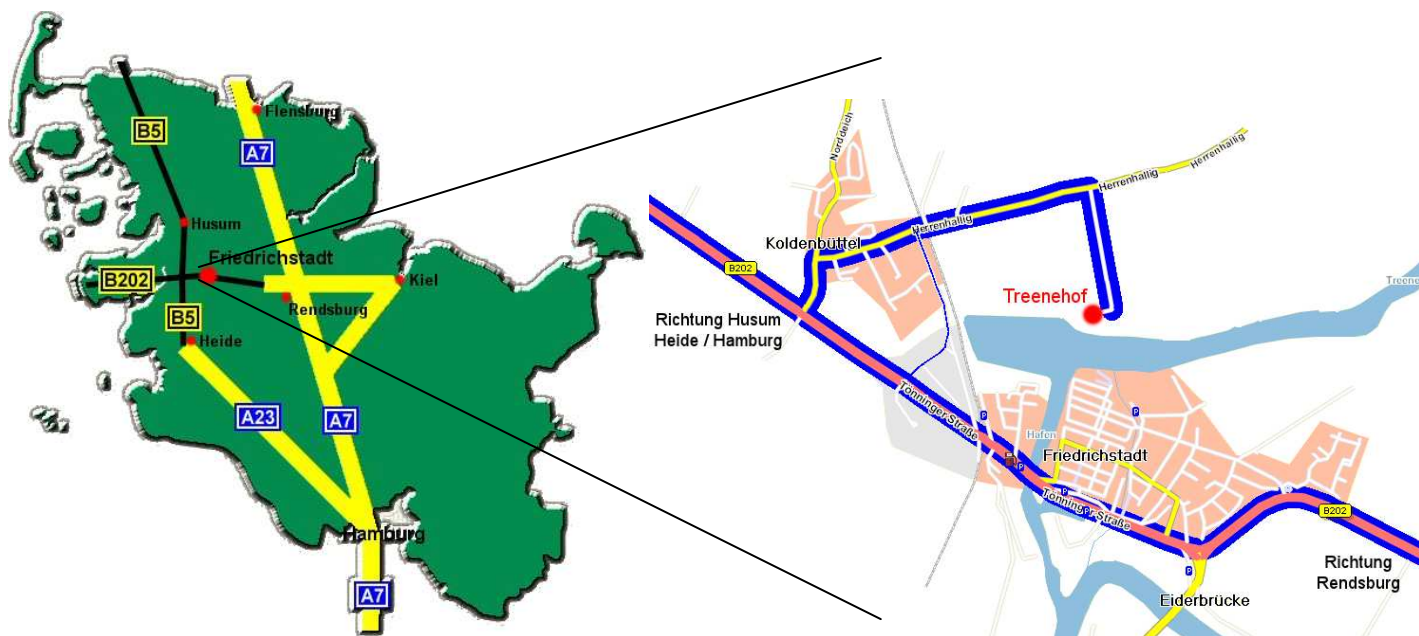 B5
Flensburg
A7
Husum
Friedrichstadt
B202
Kiel
Rendsburg
B5
Heide
A23
A7
Hamburg
A7
Norddeich
Herrenhallig
Herrenhallig
Herrenhallig
Koldenbüttel
B202
Treenehof
Treene
Richtung Husum
Heide / Hamburg
Tönninger Straße
P
P
Hafen
Friedrichstadt
P
P
Tönninger Straße
B202
P
Richtung
Rendsburg
Eiderbrücke